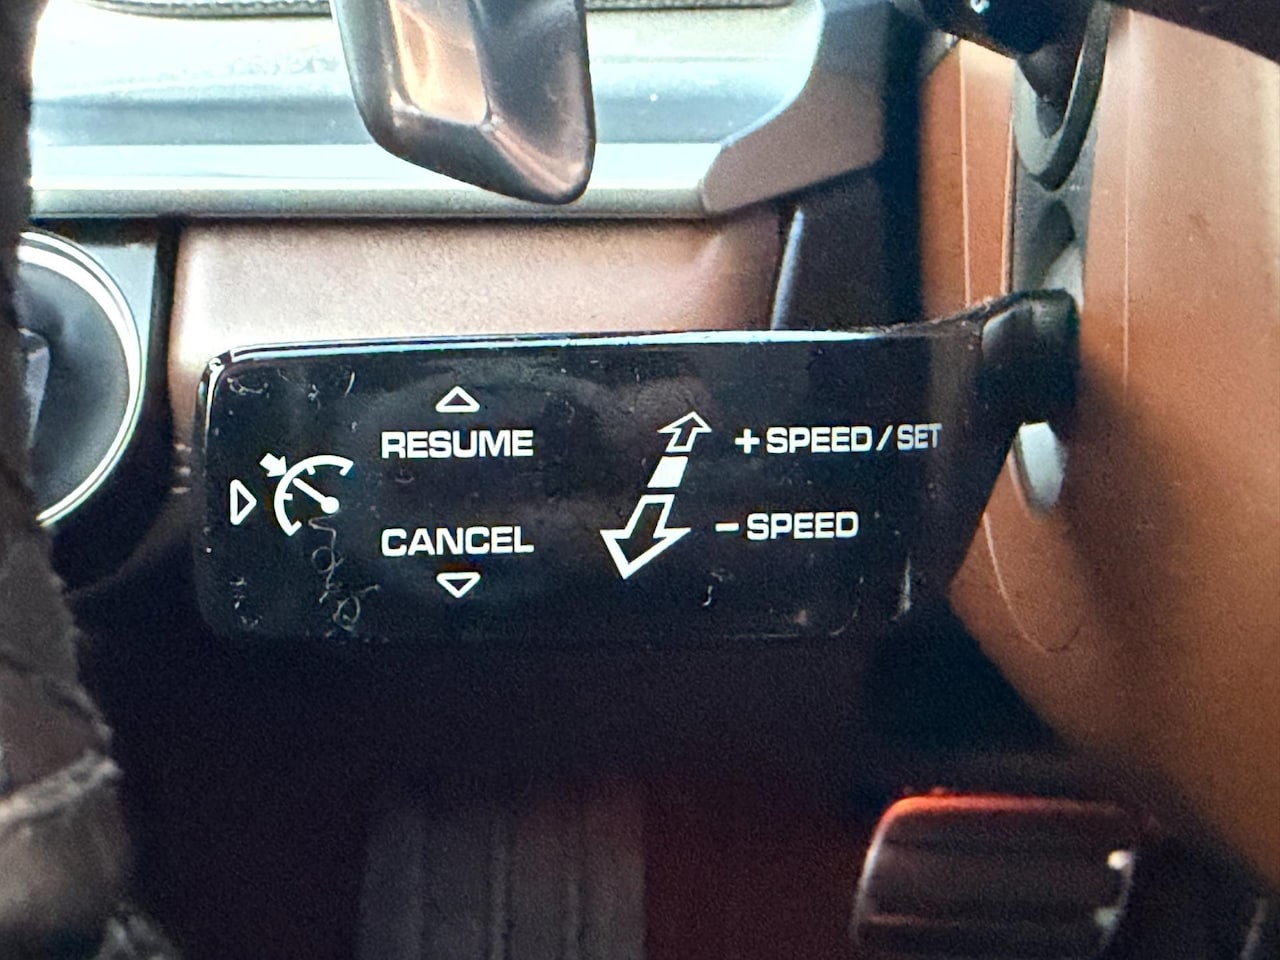 RESUME
+ SPEED / SET
CANCEL
- SPEED